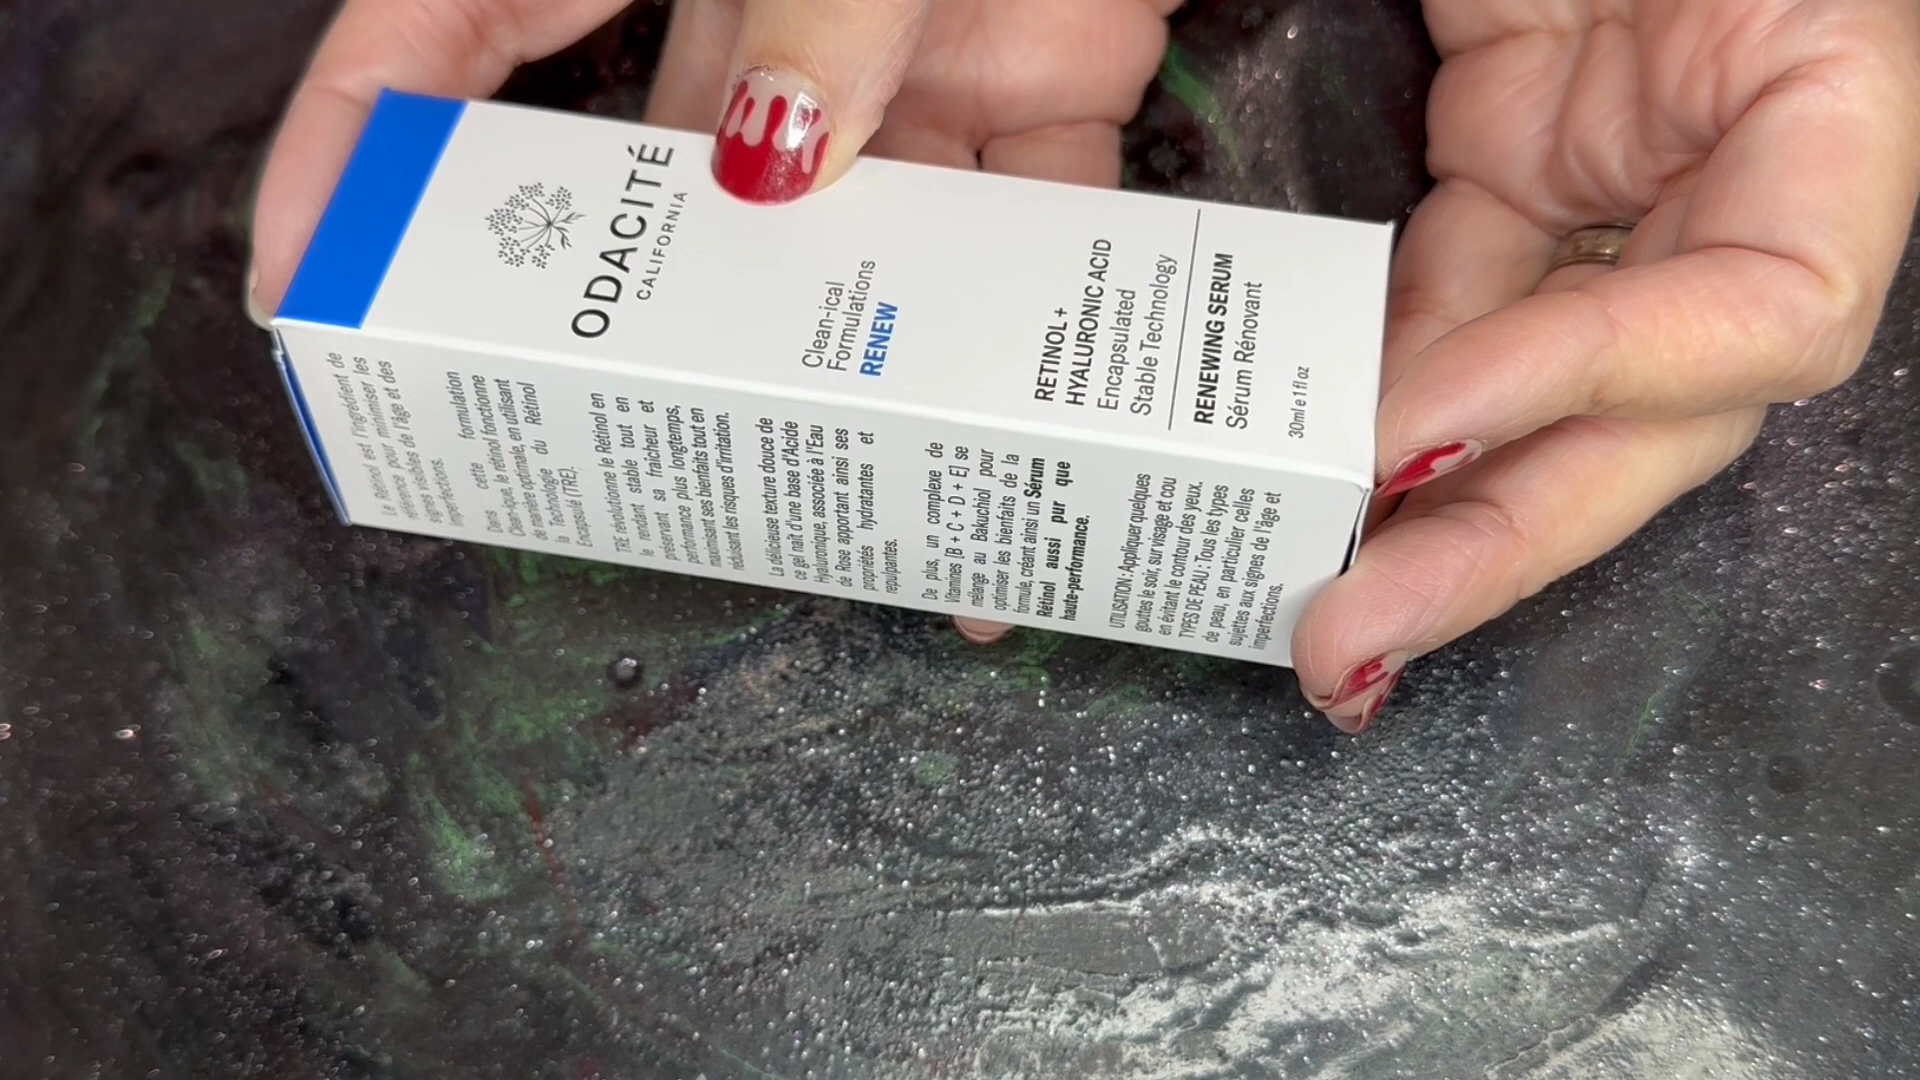 ODACITÉ
CALIFORNIA
Clean-ical
Formulations
RENEW
RETINOL +
HYALURONIC ACID
Encapsulated
Stable Technology
RENEWING SERUM
Sérum Rénovant
30ml e 1 fl oz
Le Rétinol est l'ingrédient de
référence pour minimiser les
signes visibles de l'âge et des
imperfections.
Dans cette formulation
Clean-ique, le rétinol fonctionne
de manière optimale, en utilisant
la Technologie du Rétinol
Encapsulé (TRE).
TRE révolutionne le Rétinol en
le rendant stable tout en
préservant sa fraîcheur et
performance plus longtemps,
maximisant ses bienfaits tout en
réduisant les risques d'irritation.
La délicieuse texture douce de
ce gel naît d'une base d'Acide
Hyaluronique, associée à l'Eau
de Rose apportant ainsi ses
propriétés hydratantes et
repulpantes.
De plus, un complexe de
Vitamines [B + C + D + E] se
mélange au Bakuchiol pour
optimiser les bienfaits de la
formule, créant ainsi un Sérum
Rétinol aussi pur que
haute-performance.
UTILISATION : Appliquer quelques
gouttes le soir, sur visage et cou
en évitant le contour des yeux.
TYPES DE PEAU : Tous les types
de peau, en particulier celles
sujettes aux signes de l'âge et
imperfections.